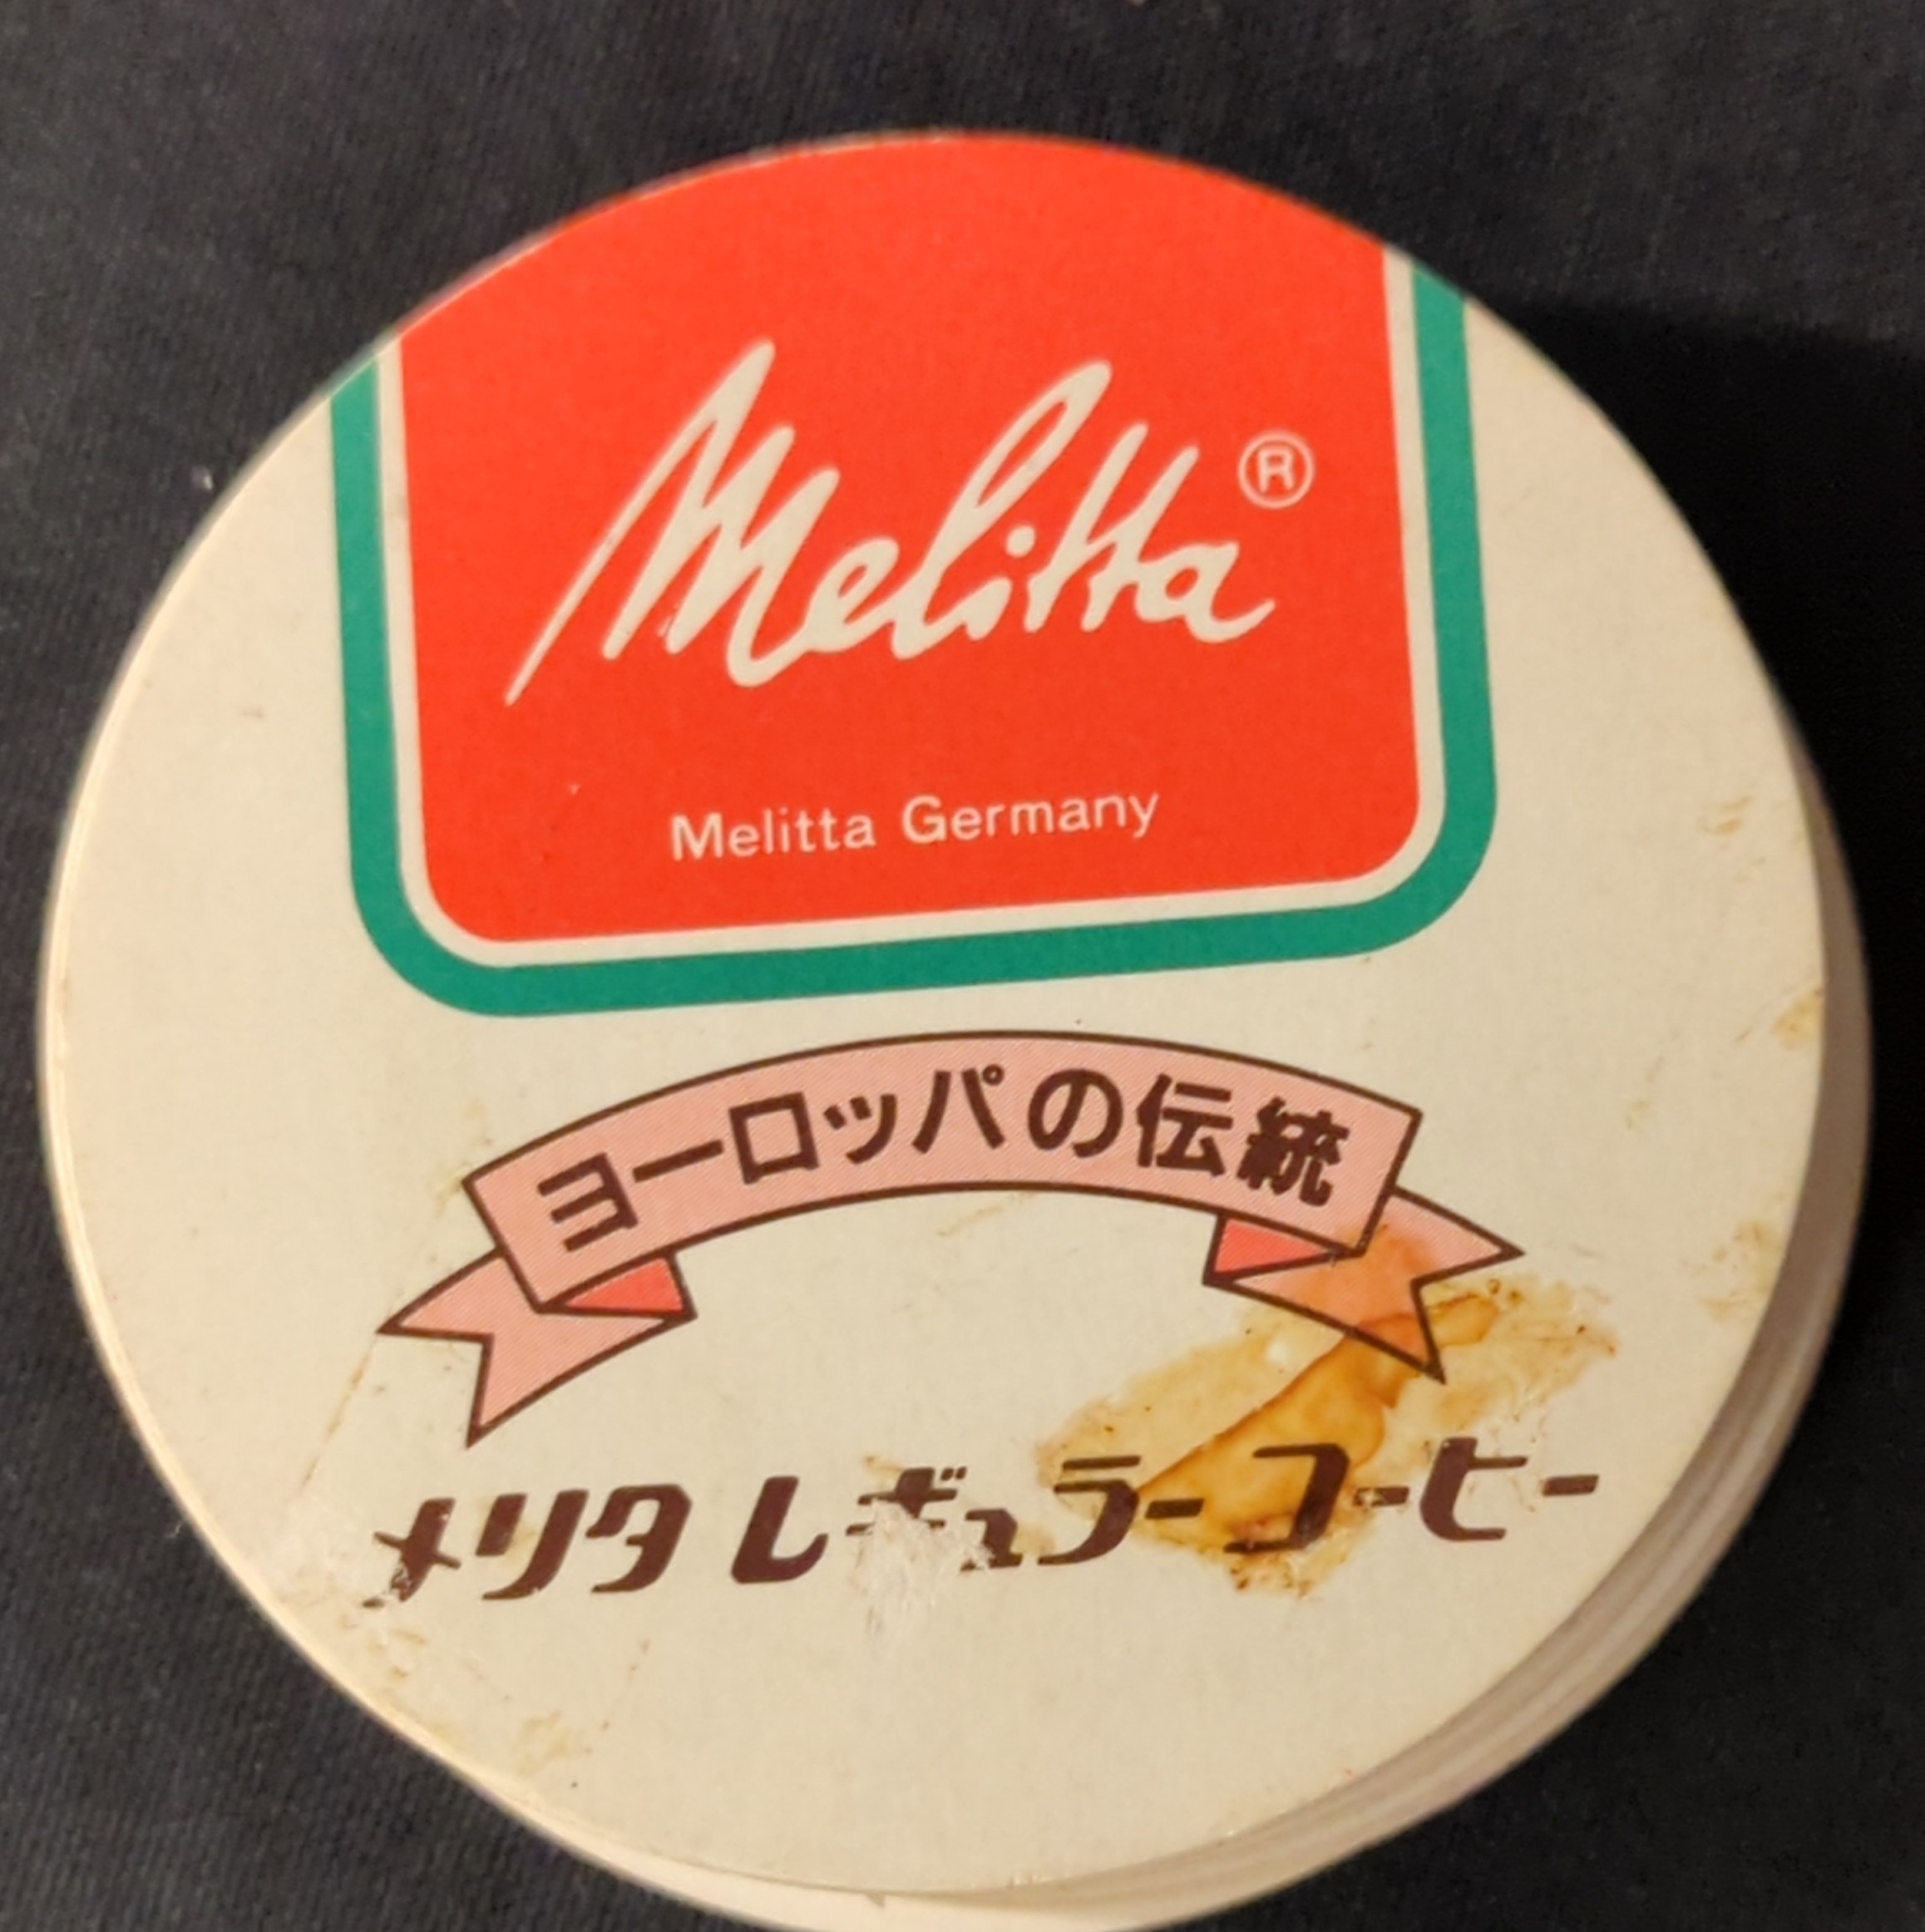 Melitta®
Melitta Germany
ヨーロッパの伝統
メリタ レギュラーコーヒー